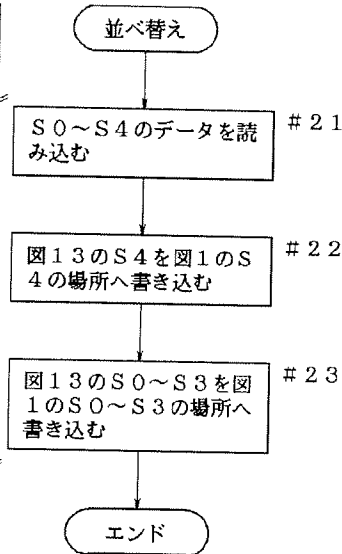 並べ替え
S0～S4のデータを読
み込む
#21
図13のS4を図1のS
4の場所へ書き込む
#22
図13のS0～S3を図
1のS0～S3の場所へ
書き込む
#23
エンド